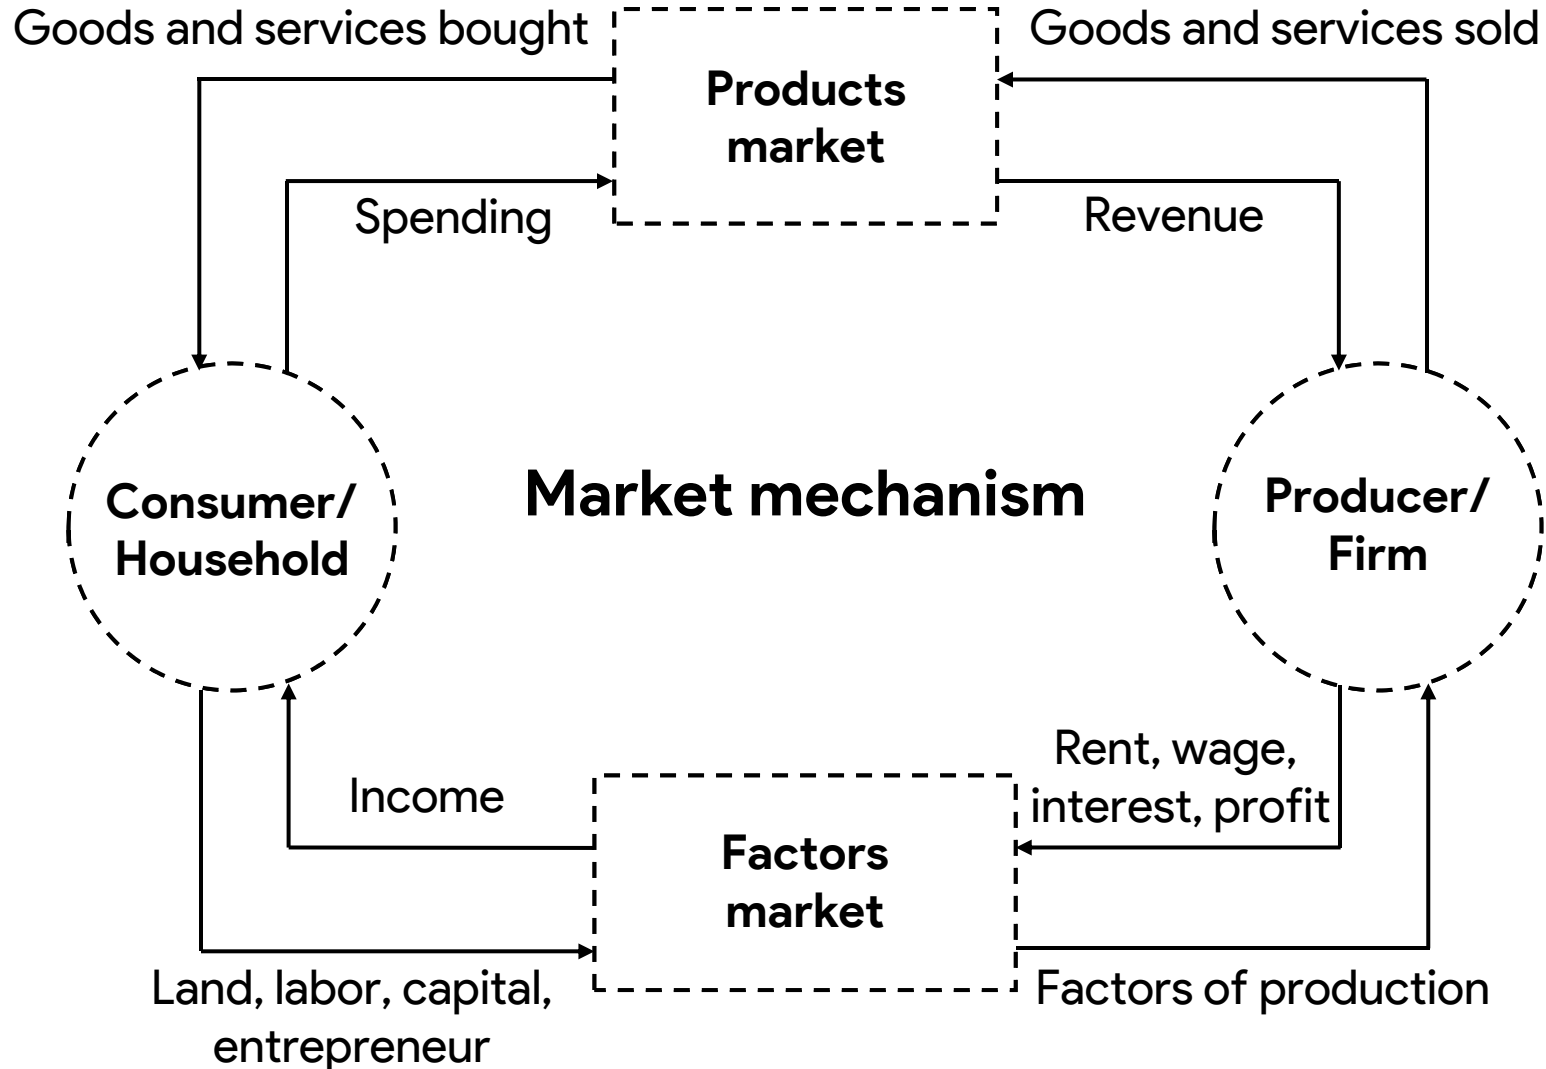 Goods and services bought
Goods and services sold
Products
market
Spending
Revenue
Consumer/
Household
Market mechanism
Producer/
Firm
Income
Rent, wage,
interest, profit
Factors
market
Land, labor, capital,
entrepreneur
Factors of production